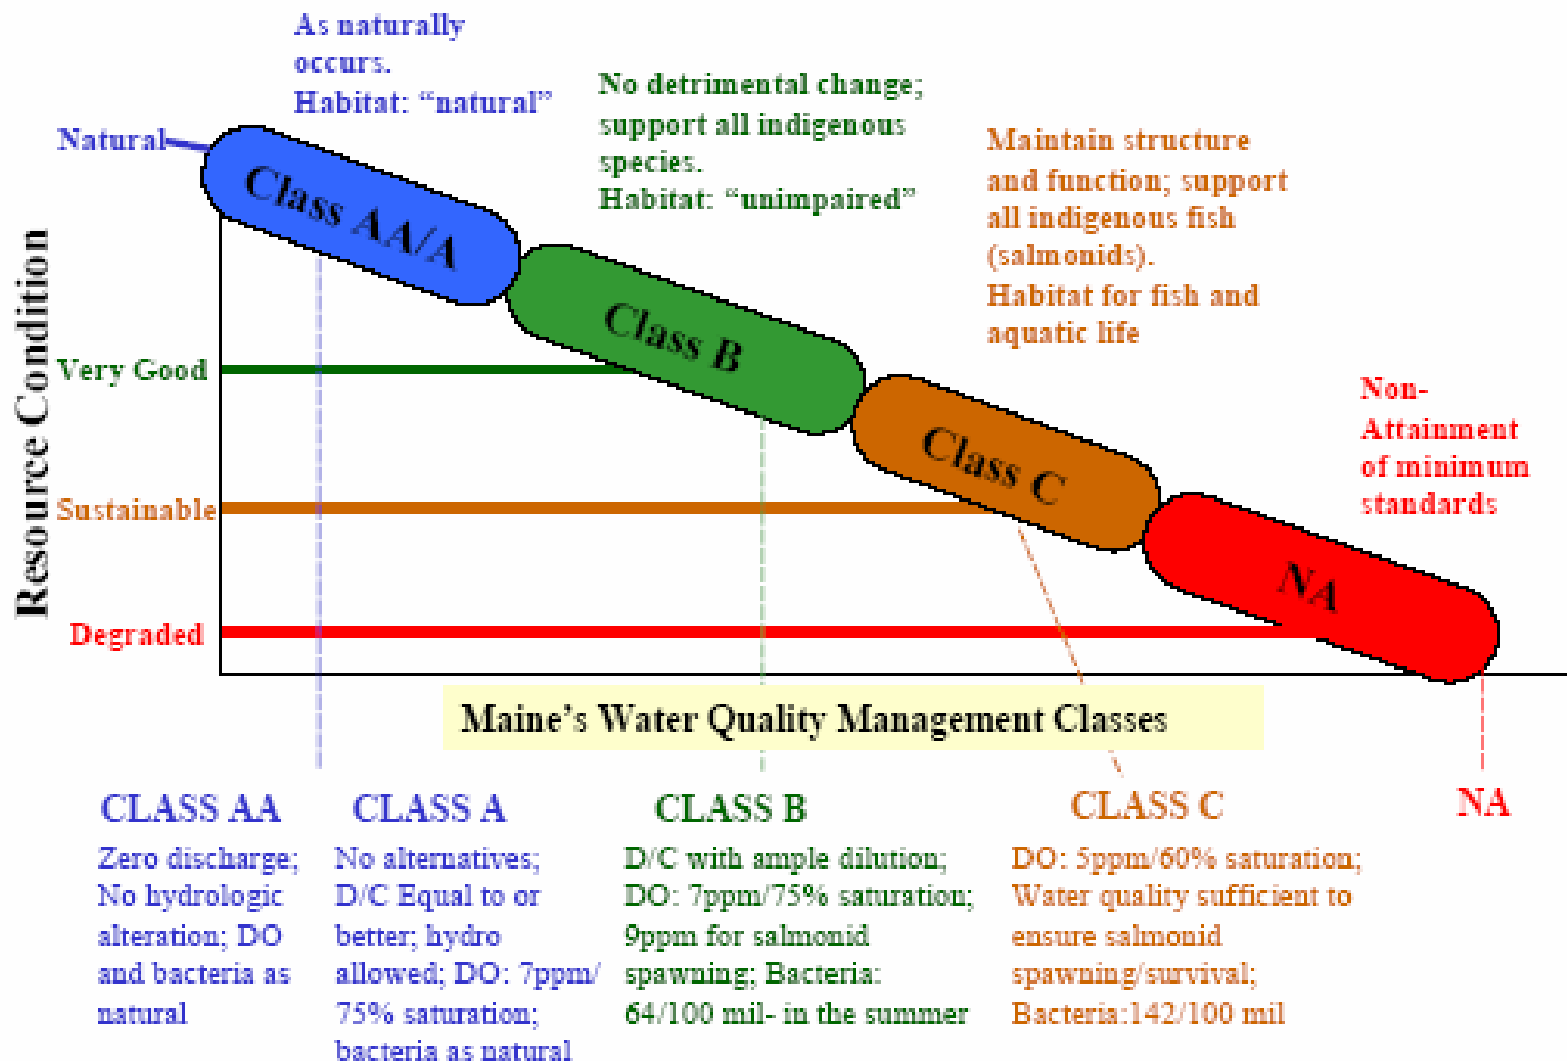 As naturally
occurs.
Habitat: “natural”
No detrimental change;
support all indigenous
species.
Habitat: “unimpaired”
Maintain structure
and function; support
all indigenous fish
(salmonids).
Habitat for fish and
aquatic life
Non-
Attainment
of minimum
standards
Resource Condition
Natural
Very Good
Sustainable
Degraded
Class AA/A
Class B
Class C
NA
Maine’s Water Quality Management Classes
CLASS AA
Zero discharge;
No hydrologic
alteration; DO
and bacteria as
natural
CLASS A
No alternatives;
D/C Equal to or
better; hydro
allowed; DO: 7ppm/
75% saturation;
bacteria as natural
CLASS B
D/C with ample dilution;
DO: 7ppm/75% saturation;
9ppm for salmonid
spawning; Bacteria:
64/100 mil- in the summer
CLASS C
DO: 5ppm/60% saturation;
Water quality sufficient to
ensure salmonid
spawning/survival;
Bacteria:142/100 mil
NA